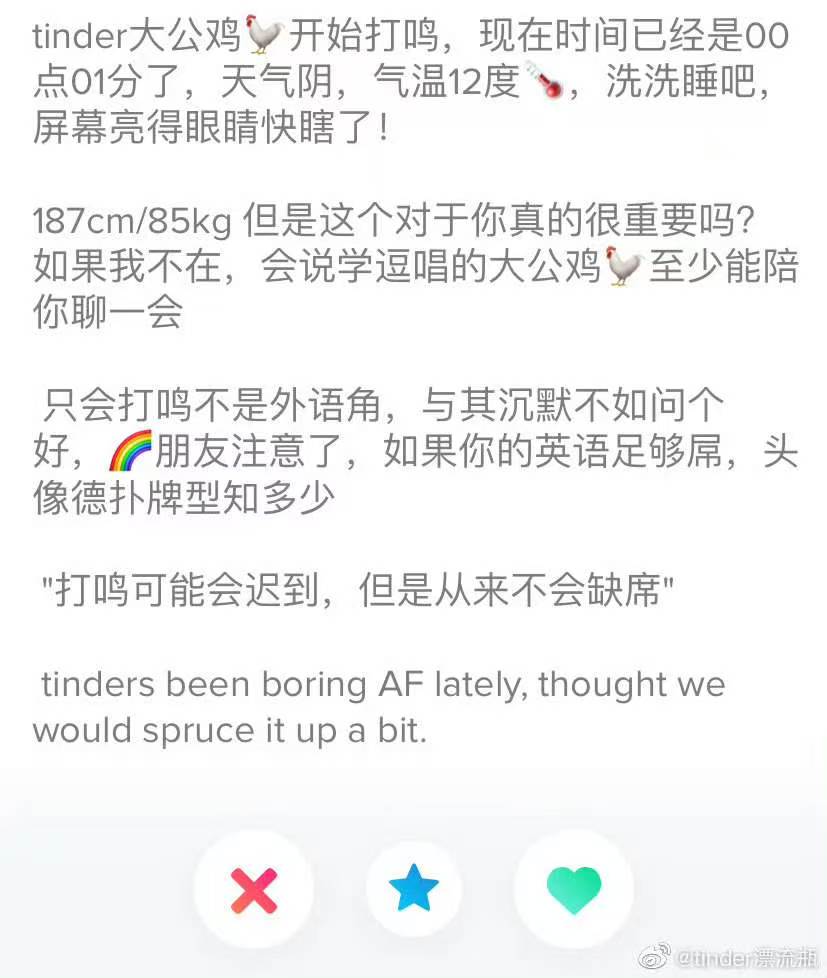 tinder大公鸡🐓开始打鸣，现在时间已经是00
点01分了，天气阴，气温12度🌡️，洗洗睡吧，
屏幕亮得眼睛快瞎了！
187cm/85kg 但是这个对于你真的很重要吗？
如果我不在，会说学逗唱的大公鸡🐓至少能陪
你聊一会
只会打鸣不是外语角，与其沉默不如问个
好，🌈朋友注意了，如果你的英语足够屌，头
像德扑牌型知多少
"打鸣可能会迟到，但是从来不会缺席"
tinders been boring AF lately, thought we
would spruce it up a bit.
@tinder漂流瓶